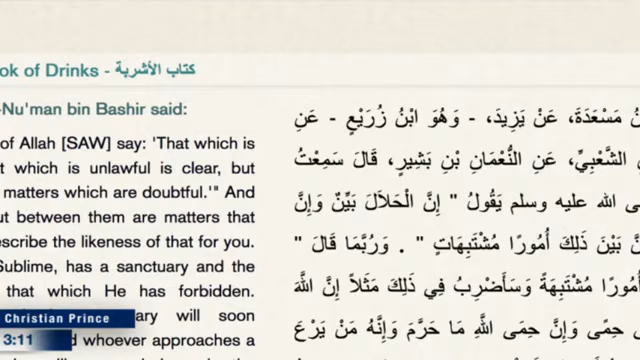 ok of Drinks - كتاب الأشربة
-Nu'man bin Bashir said:
of Allah [SAW] say: 'That which is
t which is unlawful is clear, but
matters which are doubtful.'" And
ut between them are matters that
escribe the likeness of that for you.
Sublime, has a sanctuary and the
that which He has forbidden.
ary will soon
d whoever approaches a
نُ مَسْعَدَةَ، عَنْ يَزِيدَ، - وَهُوَ ابْنُ زُرَيْعٍ - عَنِ
الشَّعْبِيِّ، عَنِ النُّعْمَانِ بْنِ بَشِيرٍ، قَالَ سَمِعْتُ
ى الله عليه وسلم يَقُولُ " إِنَّ الْحَلاَلَ بَيِّنٌ وَإِنَّ
نَّ بَيْنَ ذَلِكَ أُمُورًا مُشْتَبِهَاتٍ " . وَرُبَّمَا قَالَ "
أُمُورًا مُشْتَبِهَةً وَسَأَضْرِبُ فِي ذَلِكَ مَثَلاً إِنَّ اللَّهَ
ى حِمًى وَإِنَّ حِمَى اللَّهِ مَا حَرَّمَ وَإِنَّهُ مَنْ يَرْعَ
Christian Prince
3:11